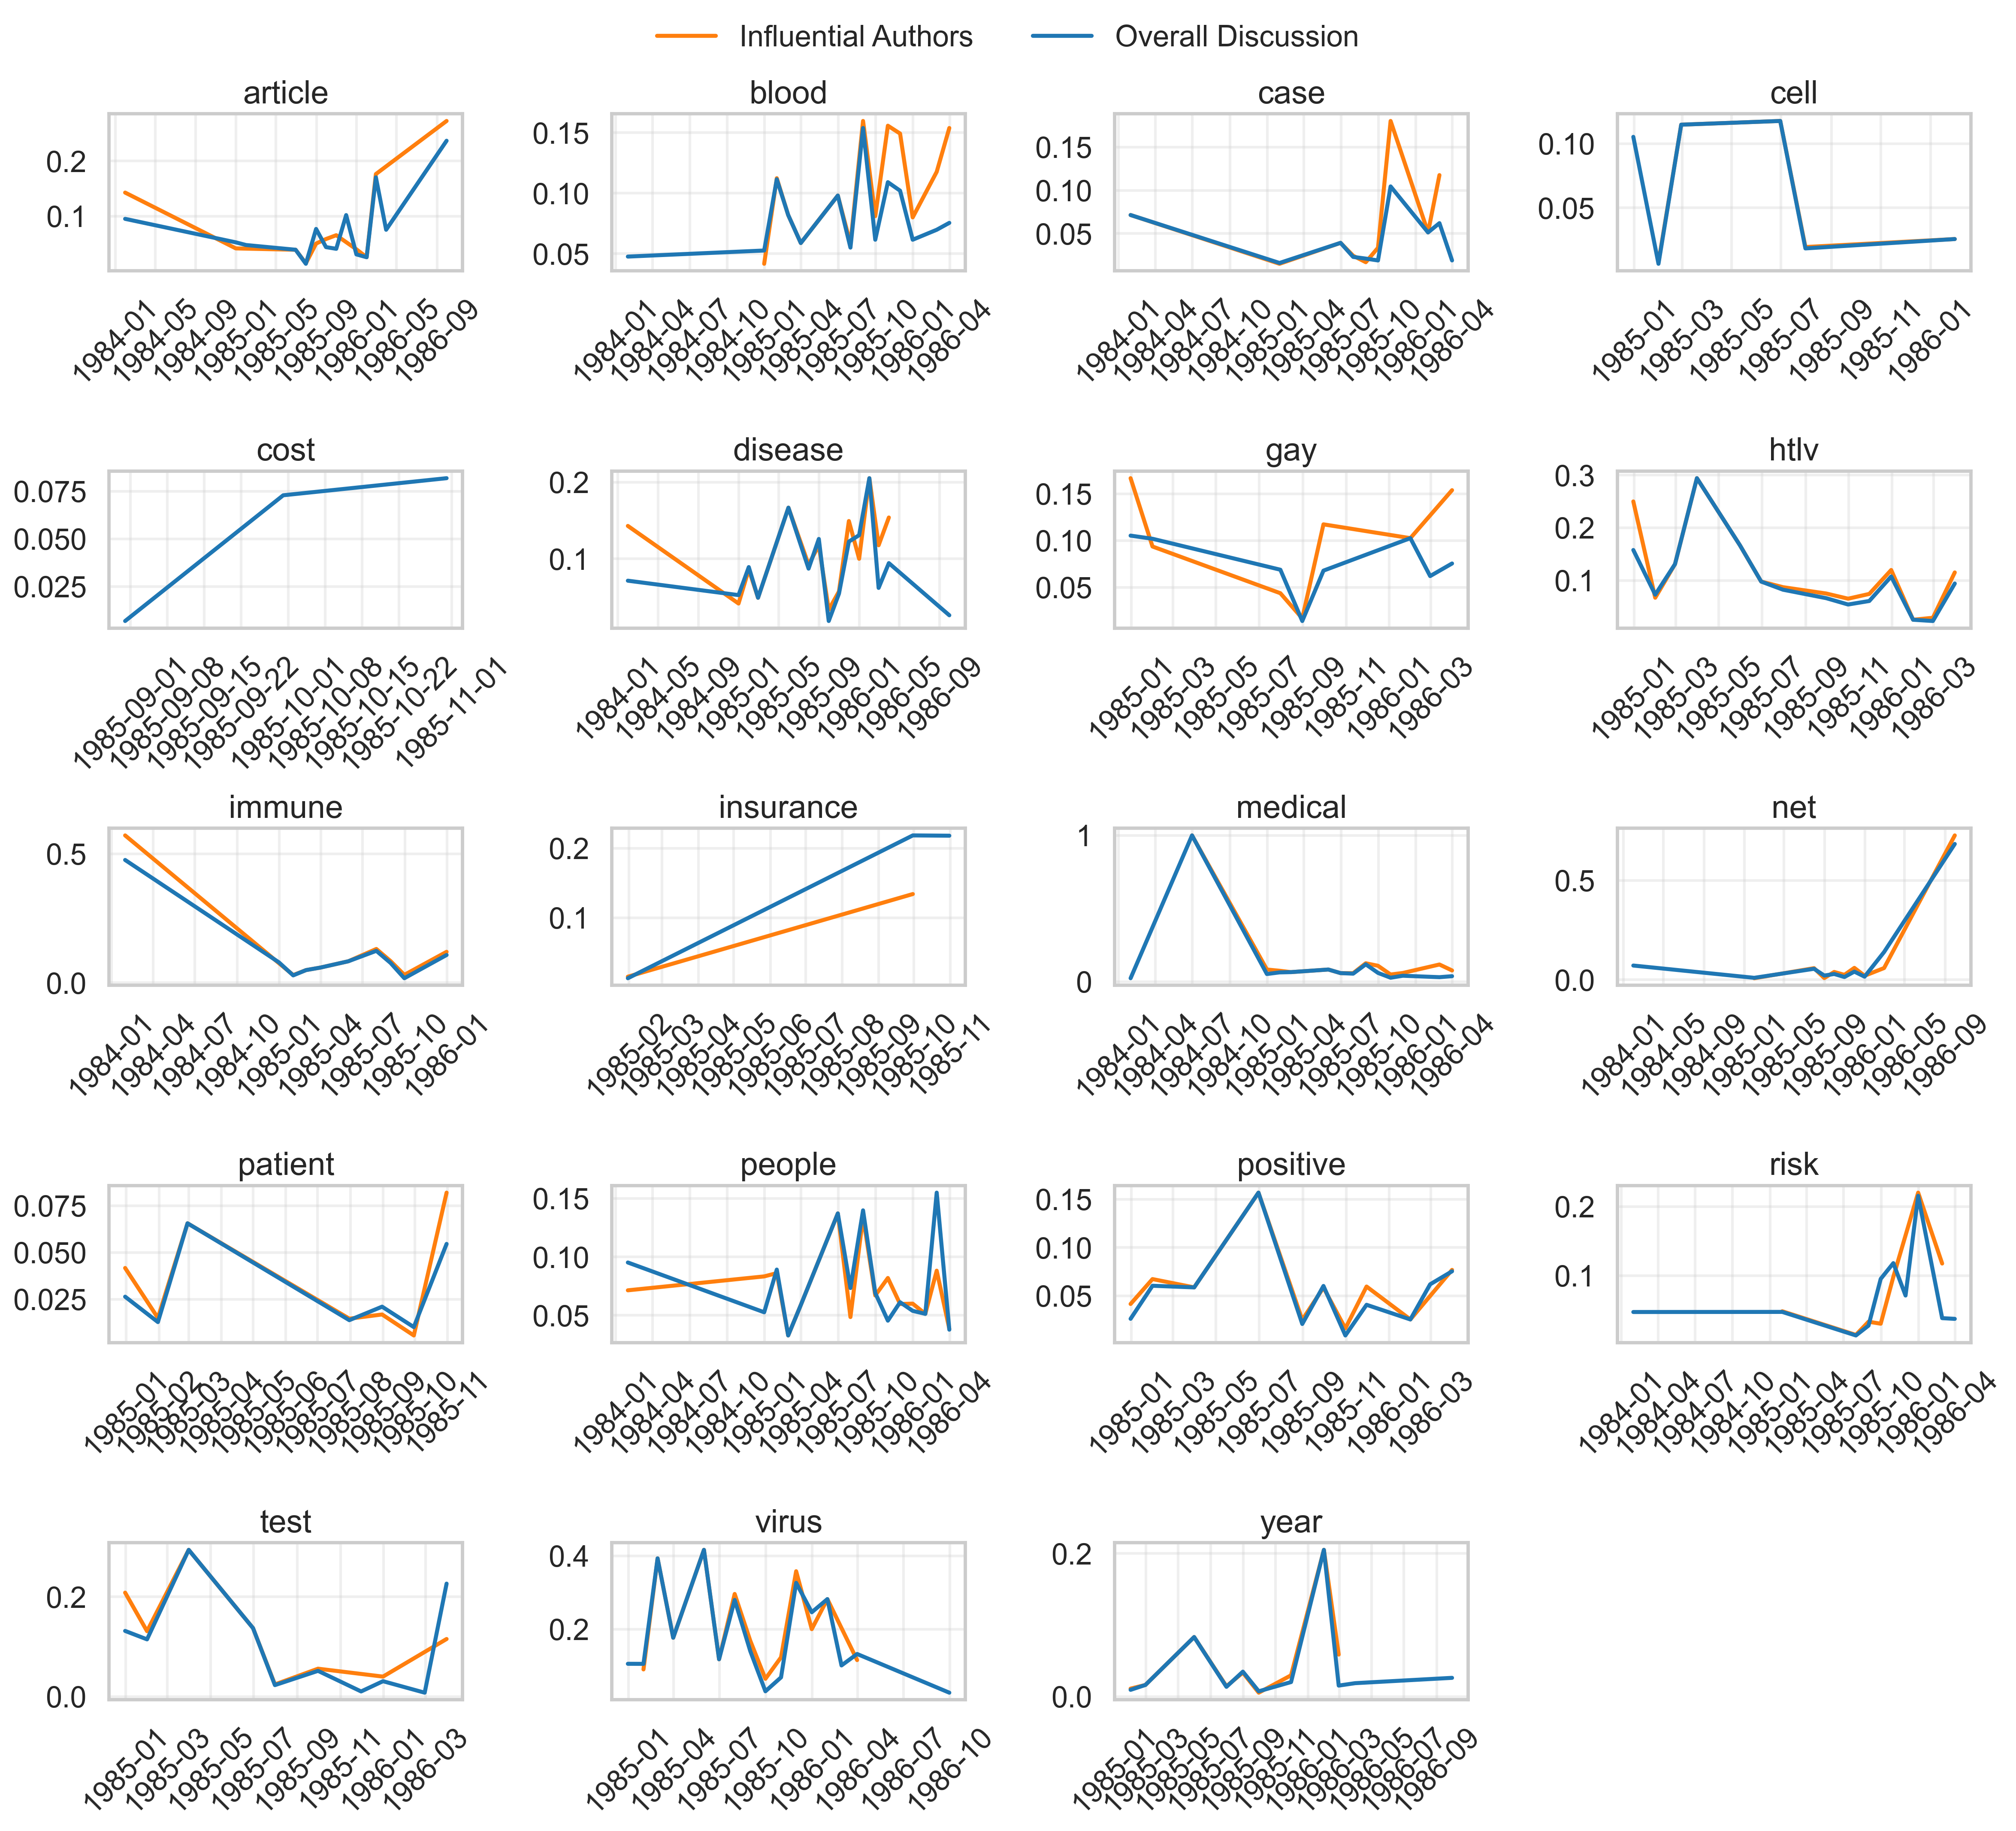 Influential Authors Overall Discussion
article blood case cell
0.2 0.1
0.15 0.10 0.05
0.15 0.10 0.05
0.10 0.05
1984-01 1984-05 1984-09 1985-01 1985-05 1985-09 1986-01 1986-05 1986-09
1984-01 1984-04 1984-07 1984-10 1985-01 1985-04 1985-07 1985-10 1986-01 1986-04
1984-01 1984-04 1984-07 1984-10 1985-01 1985-04 1985-07 1985-10 1986-01 1986-04
1985-01 1985-03 1985-05 1985-07 1985-09 1985-11 1986-01
cost disease gay htlv
0.075 0.050 0.025
0.2 0.1
0.15 0.10 0.05
0.3 0.2 0.1
1985-09-01 1985-09-08 1985-09-15 1985-09-22 1985-10-01 1985-10-08 1985-10-15 1985-10-22 1985-11-01
1984-01 1984-05 1984-09 1985-01 1985-05 1985-09 1986-01 1986-05 1986-09
1985-01 1985-03 1985-05 1985-07 1985-09 1985-11 1986-01 1986-03
1985-01 1985-03 1985-05 1985-07 1985-09 1985-11 1986-01 1986-03
immune insurance medical net
0.5 0.0
0.2 0.1
1 0
0.5 0.0
1984-01 1984-04 1984-07 1984-10 1985-01 1985-04 1985-07 1985-10 1986-01
1985-02 1985-03 1985-04 1985-05 1985-06 1985-07 1985-08 1985-09 1985-10 1985-11
1984-01 1984-04 1984-07 1984-10 1985-01 1985-04 1985-07 1985-10 1986-01 1986-04
1984-01 1984-05 1984-09 1985-01 1985-05 1985-09 1986-01 1986-05 1986-09
patient people positive risk
0.075 0.050 0.025
0.15 0.10 0.05
0.15 0.10 0.05
0.2 0.1
1985-01 1985-02 1985-03 1985-04 1985-05 1985-06 1985-07 1985-08 1985-09 1985-10 1985-11
1984-01 1984-04 1984-07 1984-10 1985-01 1985-04 1985-07 1985-10 1986-01 1986-04
1985-01 1985-03 1985-05 1985-07 1985-09 1985-11 1986-01 1986-03
1984-01 1984-04 1984-07 1984-10 1985-01 1985-04 1985-07 1985-10 1986-01 1986-04
test virus year
0.2 0.0
0.4 0.2
0.2 0.0
1985-01 1985-03 1985-05 1985-07 1985-09 1985-11 1986-01 1986-03
1985-01 1985-04 1985-07 1985-10 1986-01 1986-04 1986-07 1986-10
1985-01 1985-03 1985-05 1985-07 1985-09 1985-11 1986-01 1986-03 1986-05 1986-07 1986-09